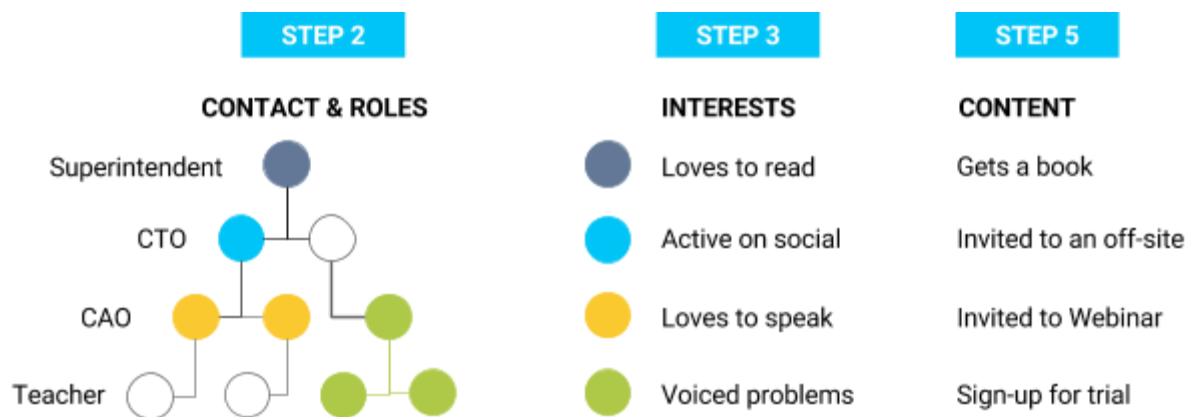 STEP 2 STEP 3 STEP 5
CONTACT & ROLES INTERESTS CONTENT
Superintendent Loves to read Gets a book
CTO Active on social Invited to an off-site
CAO Loves to speak Invited to Webinar
Teacher Voiced problems Sign-up for trial